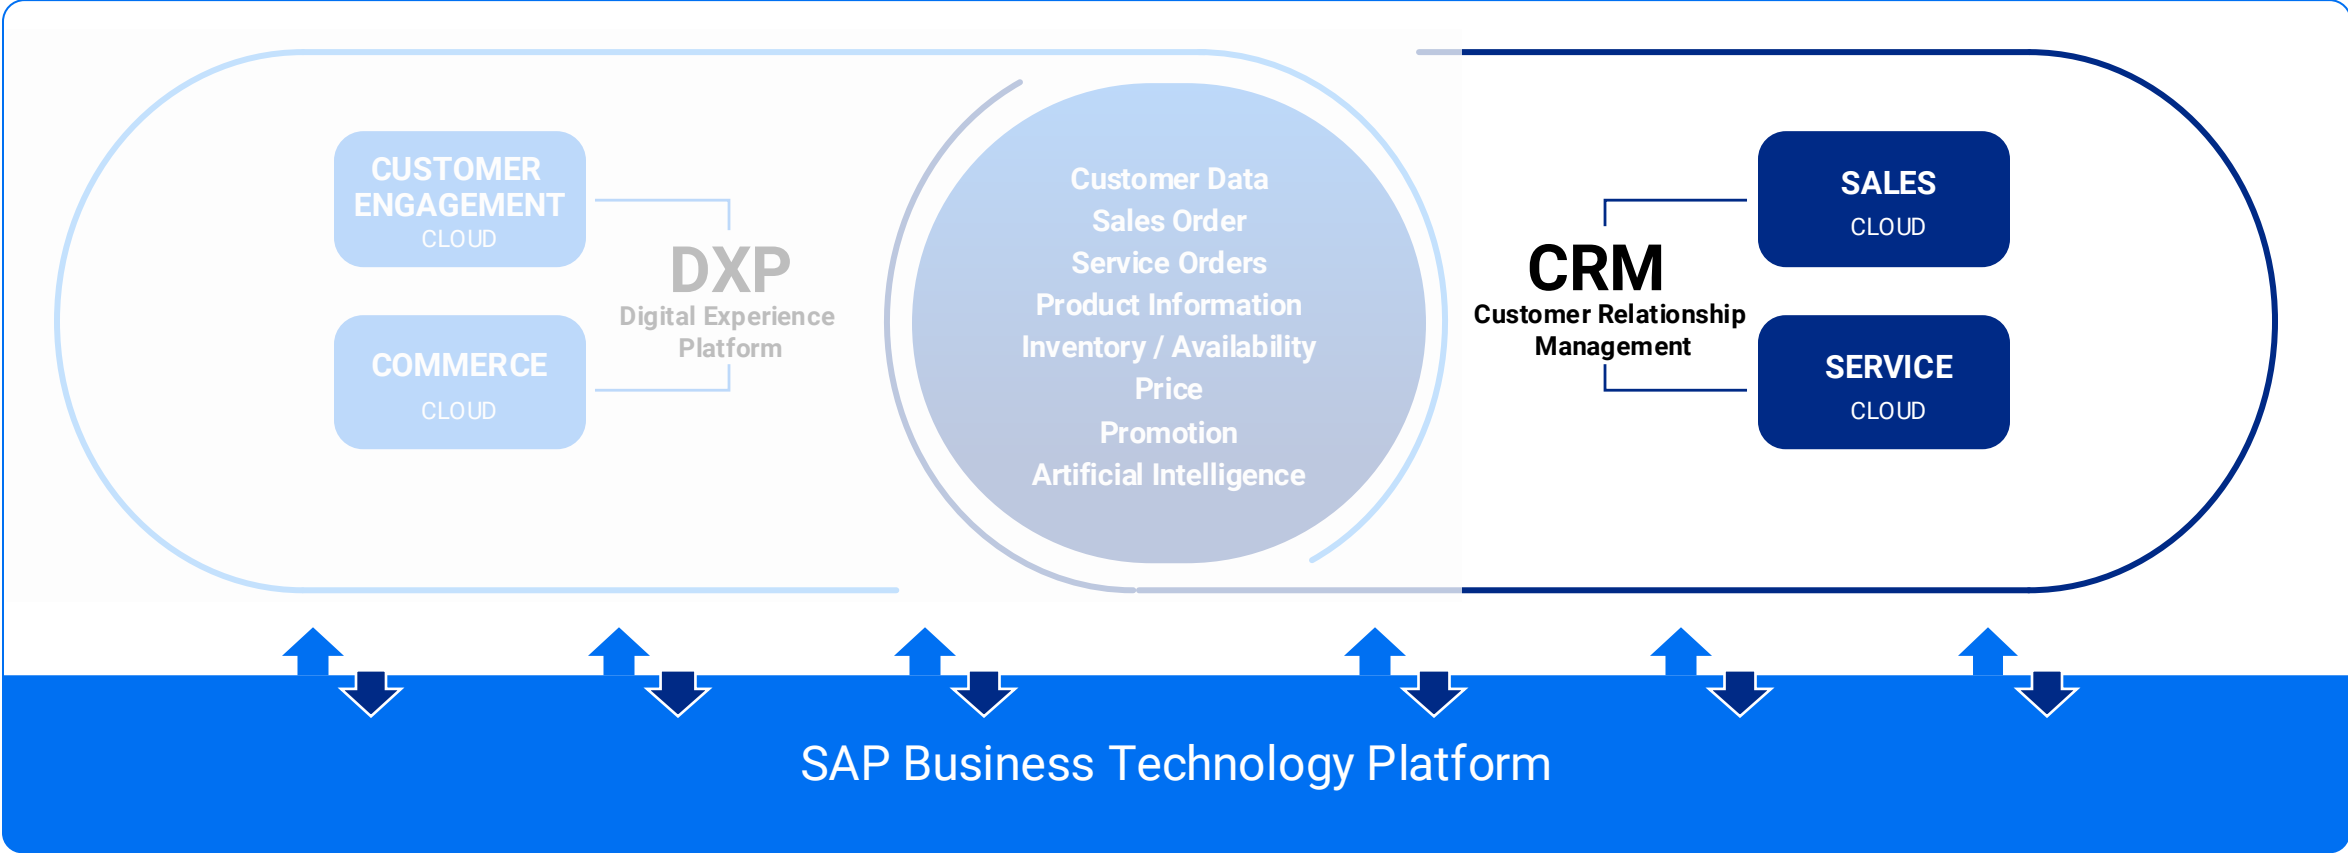 CUSTOMER
ENGAGEMENT
CLOUD
COMMERCE
CLOUD
DXP
Digital Experience
Platform
Customer Data
Sales Order
Service Orders
Product Information
Inventory / Availability
Price
Promotion
Artificial Intelligence
CRM
Customer Relationship
Management
SALES
CLOUD
SERVICE
CLOUD
SAP Business Technology Platform